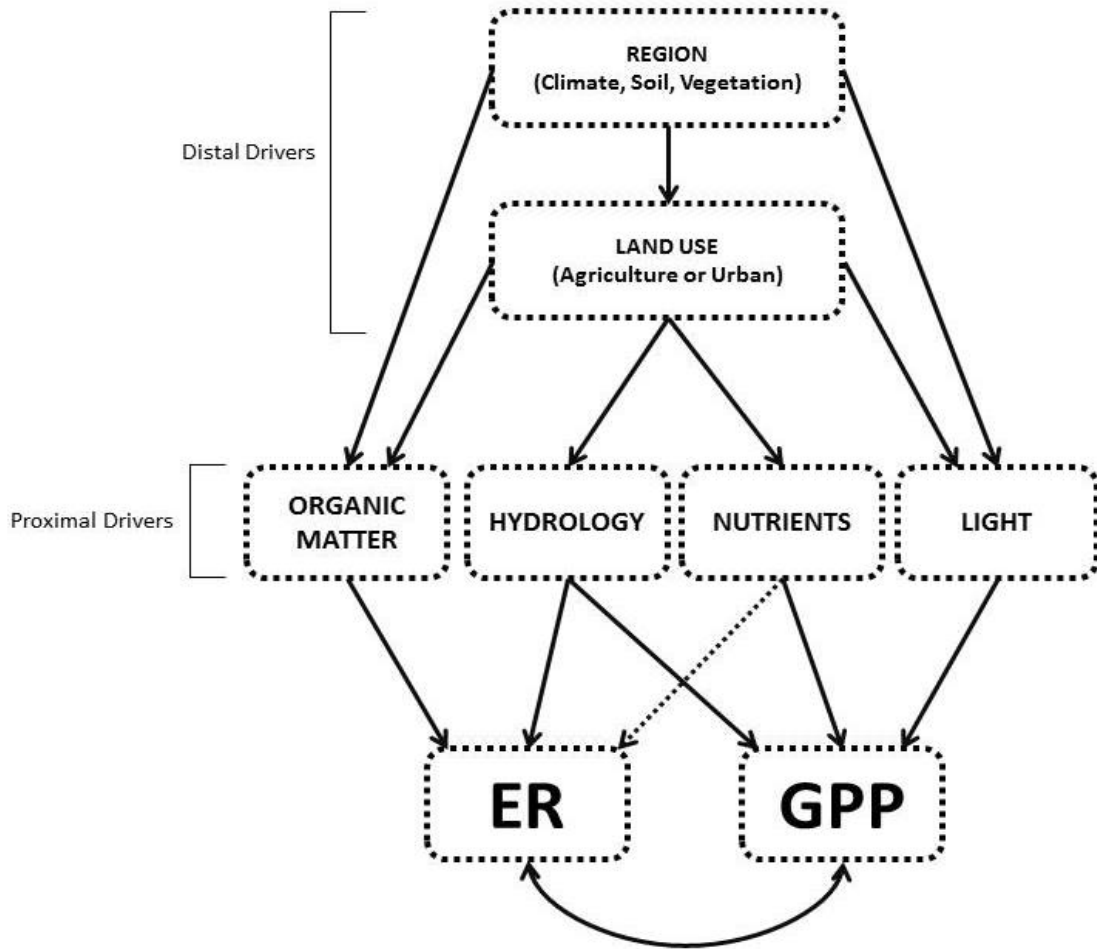 REGION
(Climate, Soil, Vegetation)
Distal Drivers
LAND USE
(Agriculture or Urban)
Proximal Drivers
ORGANIC
MATTER
HYDROLOGY
NUTRIENTS
LIGHT
ER
GPP